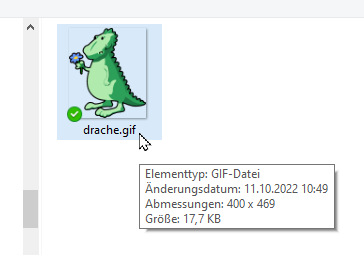 drache.gif
Elementtyp: GIF-Datei
Änderungsdatum: 11.10.2022 10:49
Abmessungen: 400 x 469
Größe: 17,7 KB